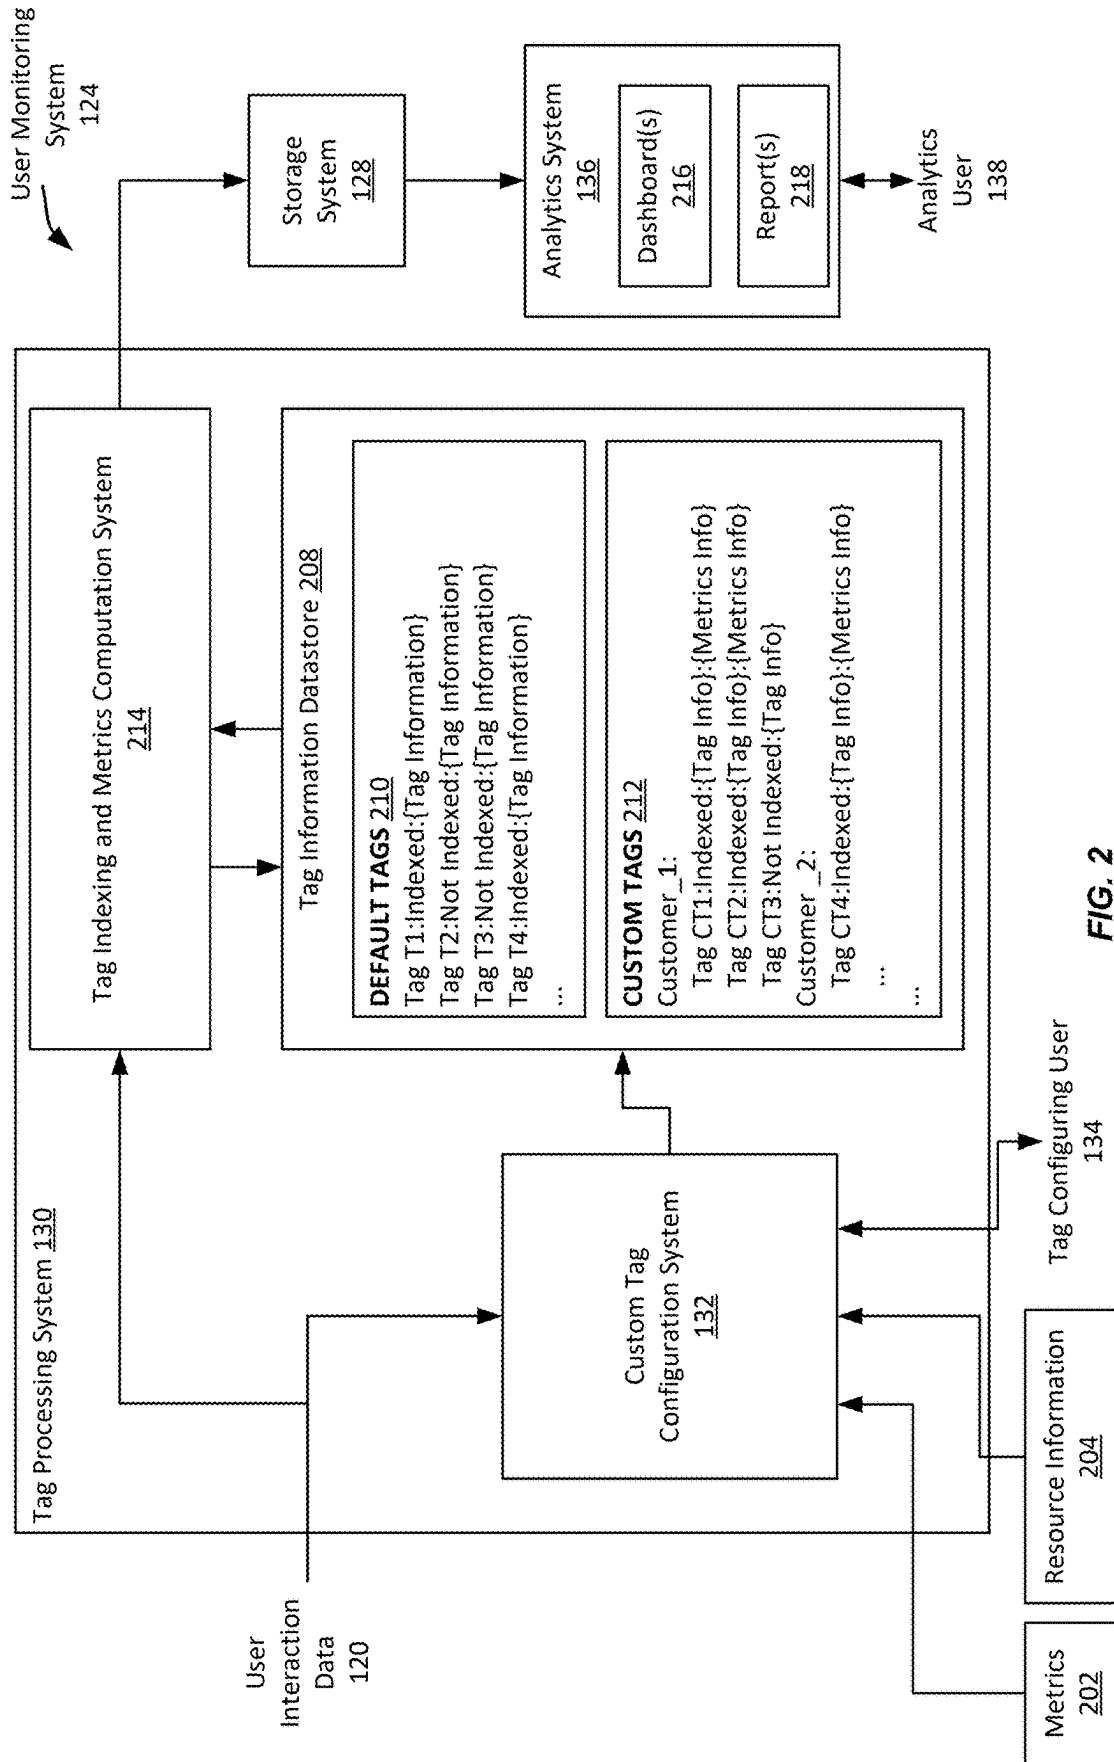 User Monitoring
System
124
Tag Processing System 130
Tag Indexing and Metrics Computation System
214
Storage
System
128
User
Interaction
Data
120
Tag Information Datastore 208
DEFAULT TAGS 210
Tag T1:Indexed:{Tag Information}
Tag T2:Not Indexed:{Tag Information}
Tag T3:Not Indexed:{Tag Information}
Tag T4:Indexed:{Tag Information}
...
CUSTOM TAGS 212
Customer_1:
Tag CT1:Indexed:{Tag Info}:{Metrics Info}
Tag CT2:Indexed:{Tag Info}:{Metrics Info}
Tag CT3:Not Indexed:{Tag Info}
Customer_2:
Tag CT4:Indexed:{Tag Info}:{Metrics Info}
...
...
Custom Tag
Configuration System
132
Analytics System
136
Dashboard(s)
216
Report(s)
218
Analytics
User
138
Metrics
202
Resource Information
204
Tag Configuring User
134
FIG. 2